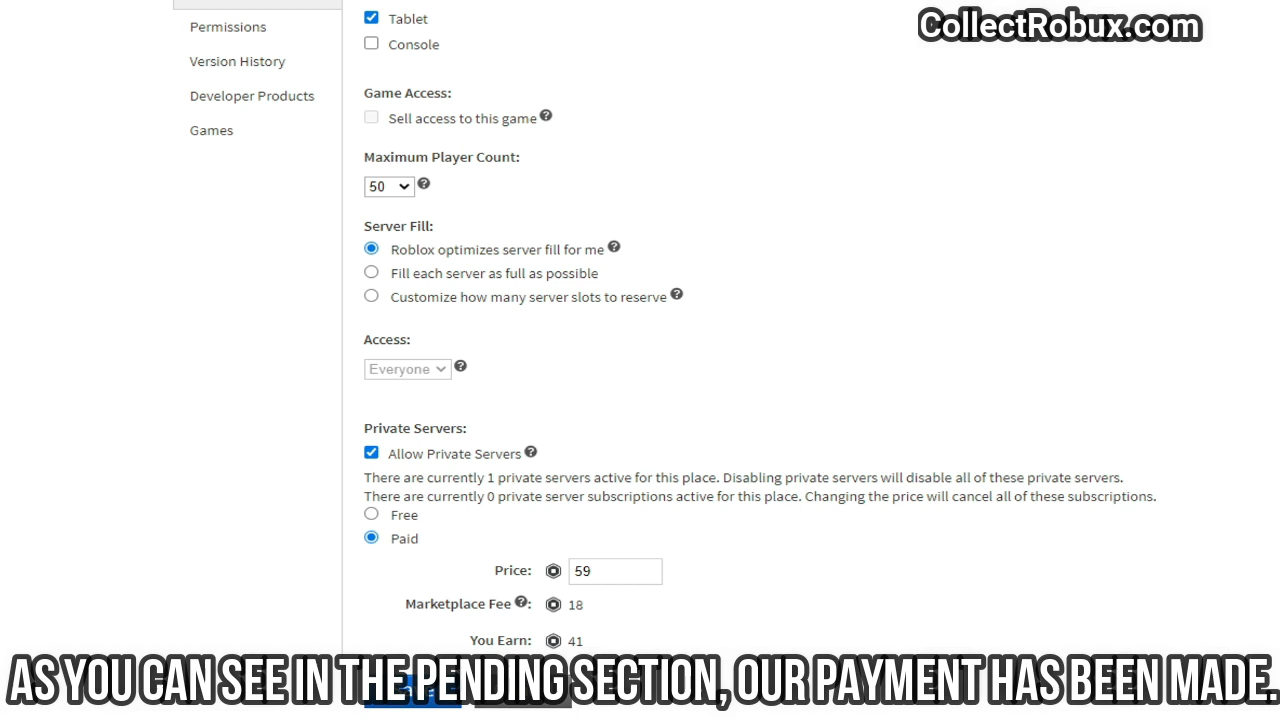 CollectRobux.com
Permissions
Version History
Developer Products
Games
Tablet
Console
Game Access:
Sell access to this game
Maximum Player Count:
50
Server Fill:
Roblox optimizes server fill for me
Fill each server as full as possible
Customize how many server slots to reserve
Access:
Everyone
Private Servers:
Allow Private Servers
There are currently 1 private servers active for this place. Disabling private servers will disable all of these private servers.
There are currently 0 private server subscriptions active for this place. Changing the price will cancel all of these subscriptions.
Free
Paid
Price: 59
Marketplace Fee : 18
You Earn: 41
AS YOU CAN SEE IN THE PENDING SECTION, OUR PAYMENT HAS BEEN MADE.